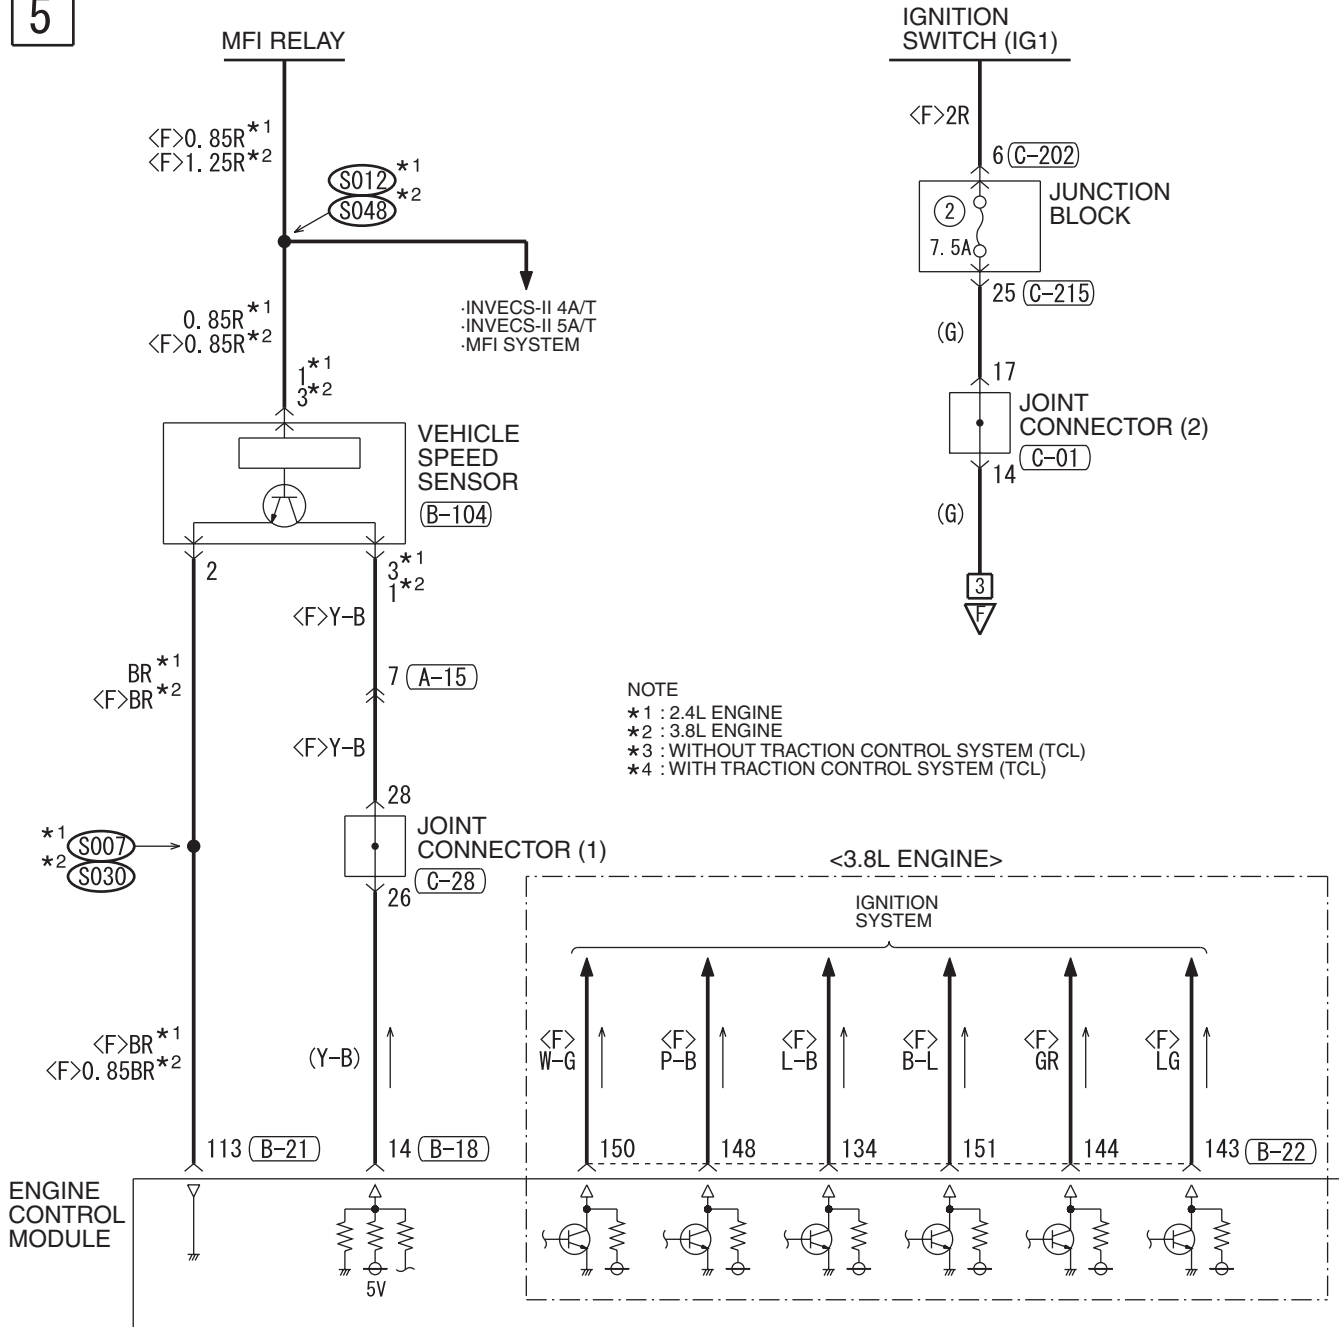 5
MFI RELAY
<F>0.85R*1
<F>1.25R*2
S012 *1
S048 *2
0.85R*1
<F>0.85R*2
·INVECS-II 4A/T
·INVECS-II 5A/T
·MFI SYSTEM
1*1
3*2
VEHICLE
SPEED
SENSOR
B-104
2
3*1
1*2
<F>Y-B
BR*1
<F>BR*2
7 A-15
<F>Y-B
28
JOINT
CONNECTOR (1)
C-28
26
*1 S007
*2 S030
<F>BR*1
<F>0.85BR*2
(Y-B)
113 B-21
14 B-18
ENGINE
CONTROL
MODULE
5V
IGNITION
SWITCH (IG1)
<F>2R
6 C-202
JUNCTION
BLOCK
2
7.5A
25 C-215
(G)
17
JOINT
CONNECTOR (2)
C-01
14
(G)
3
F
NOTE
*1 : 2.4L ENGINE
*2 : 3.8L ENGINE
*3 : WITHOUT TRACTION CONTROL SYSTEM (TCL)
*4 : WITH TRACTION CONTROL SYSTEM (TCL)
<3.8L ENGINE>
IGNITION
SYSTEM
<F> <F> <F> <F> <F> <F>
W-G P-B L-B B-L GR LG
150 148 134 151 144 143 B-22